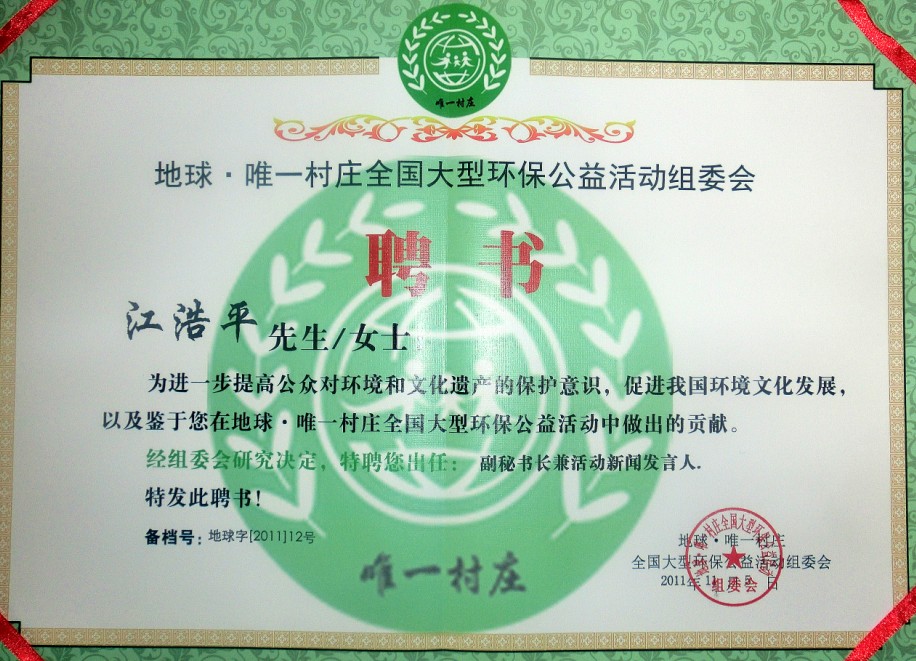 唯一村庄
地球·唯一村庄全国大型环保公益活动组委会
聘 书
江浩平 先生/女士
为进一步提高公众对环境和文化遗产的保护意识，促进我国环境文化发展，
以及鉴于您在地球·唯一村庄全国大型环保公益活动中做出的贡献。
经组委会研究决定，特聘您出任： 副秘书长兼活动新闻发言人.
特发此聘书!
备档号： 地球字[2011]12号
唯一村庄
地球·唯一村庄
全国大型环保公益活动组委会
2011年 11 月 日
组委会